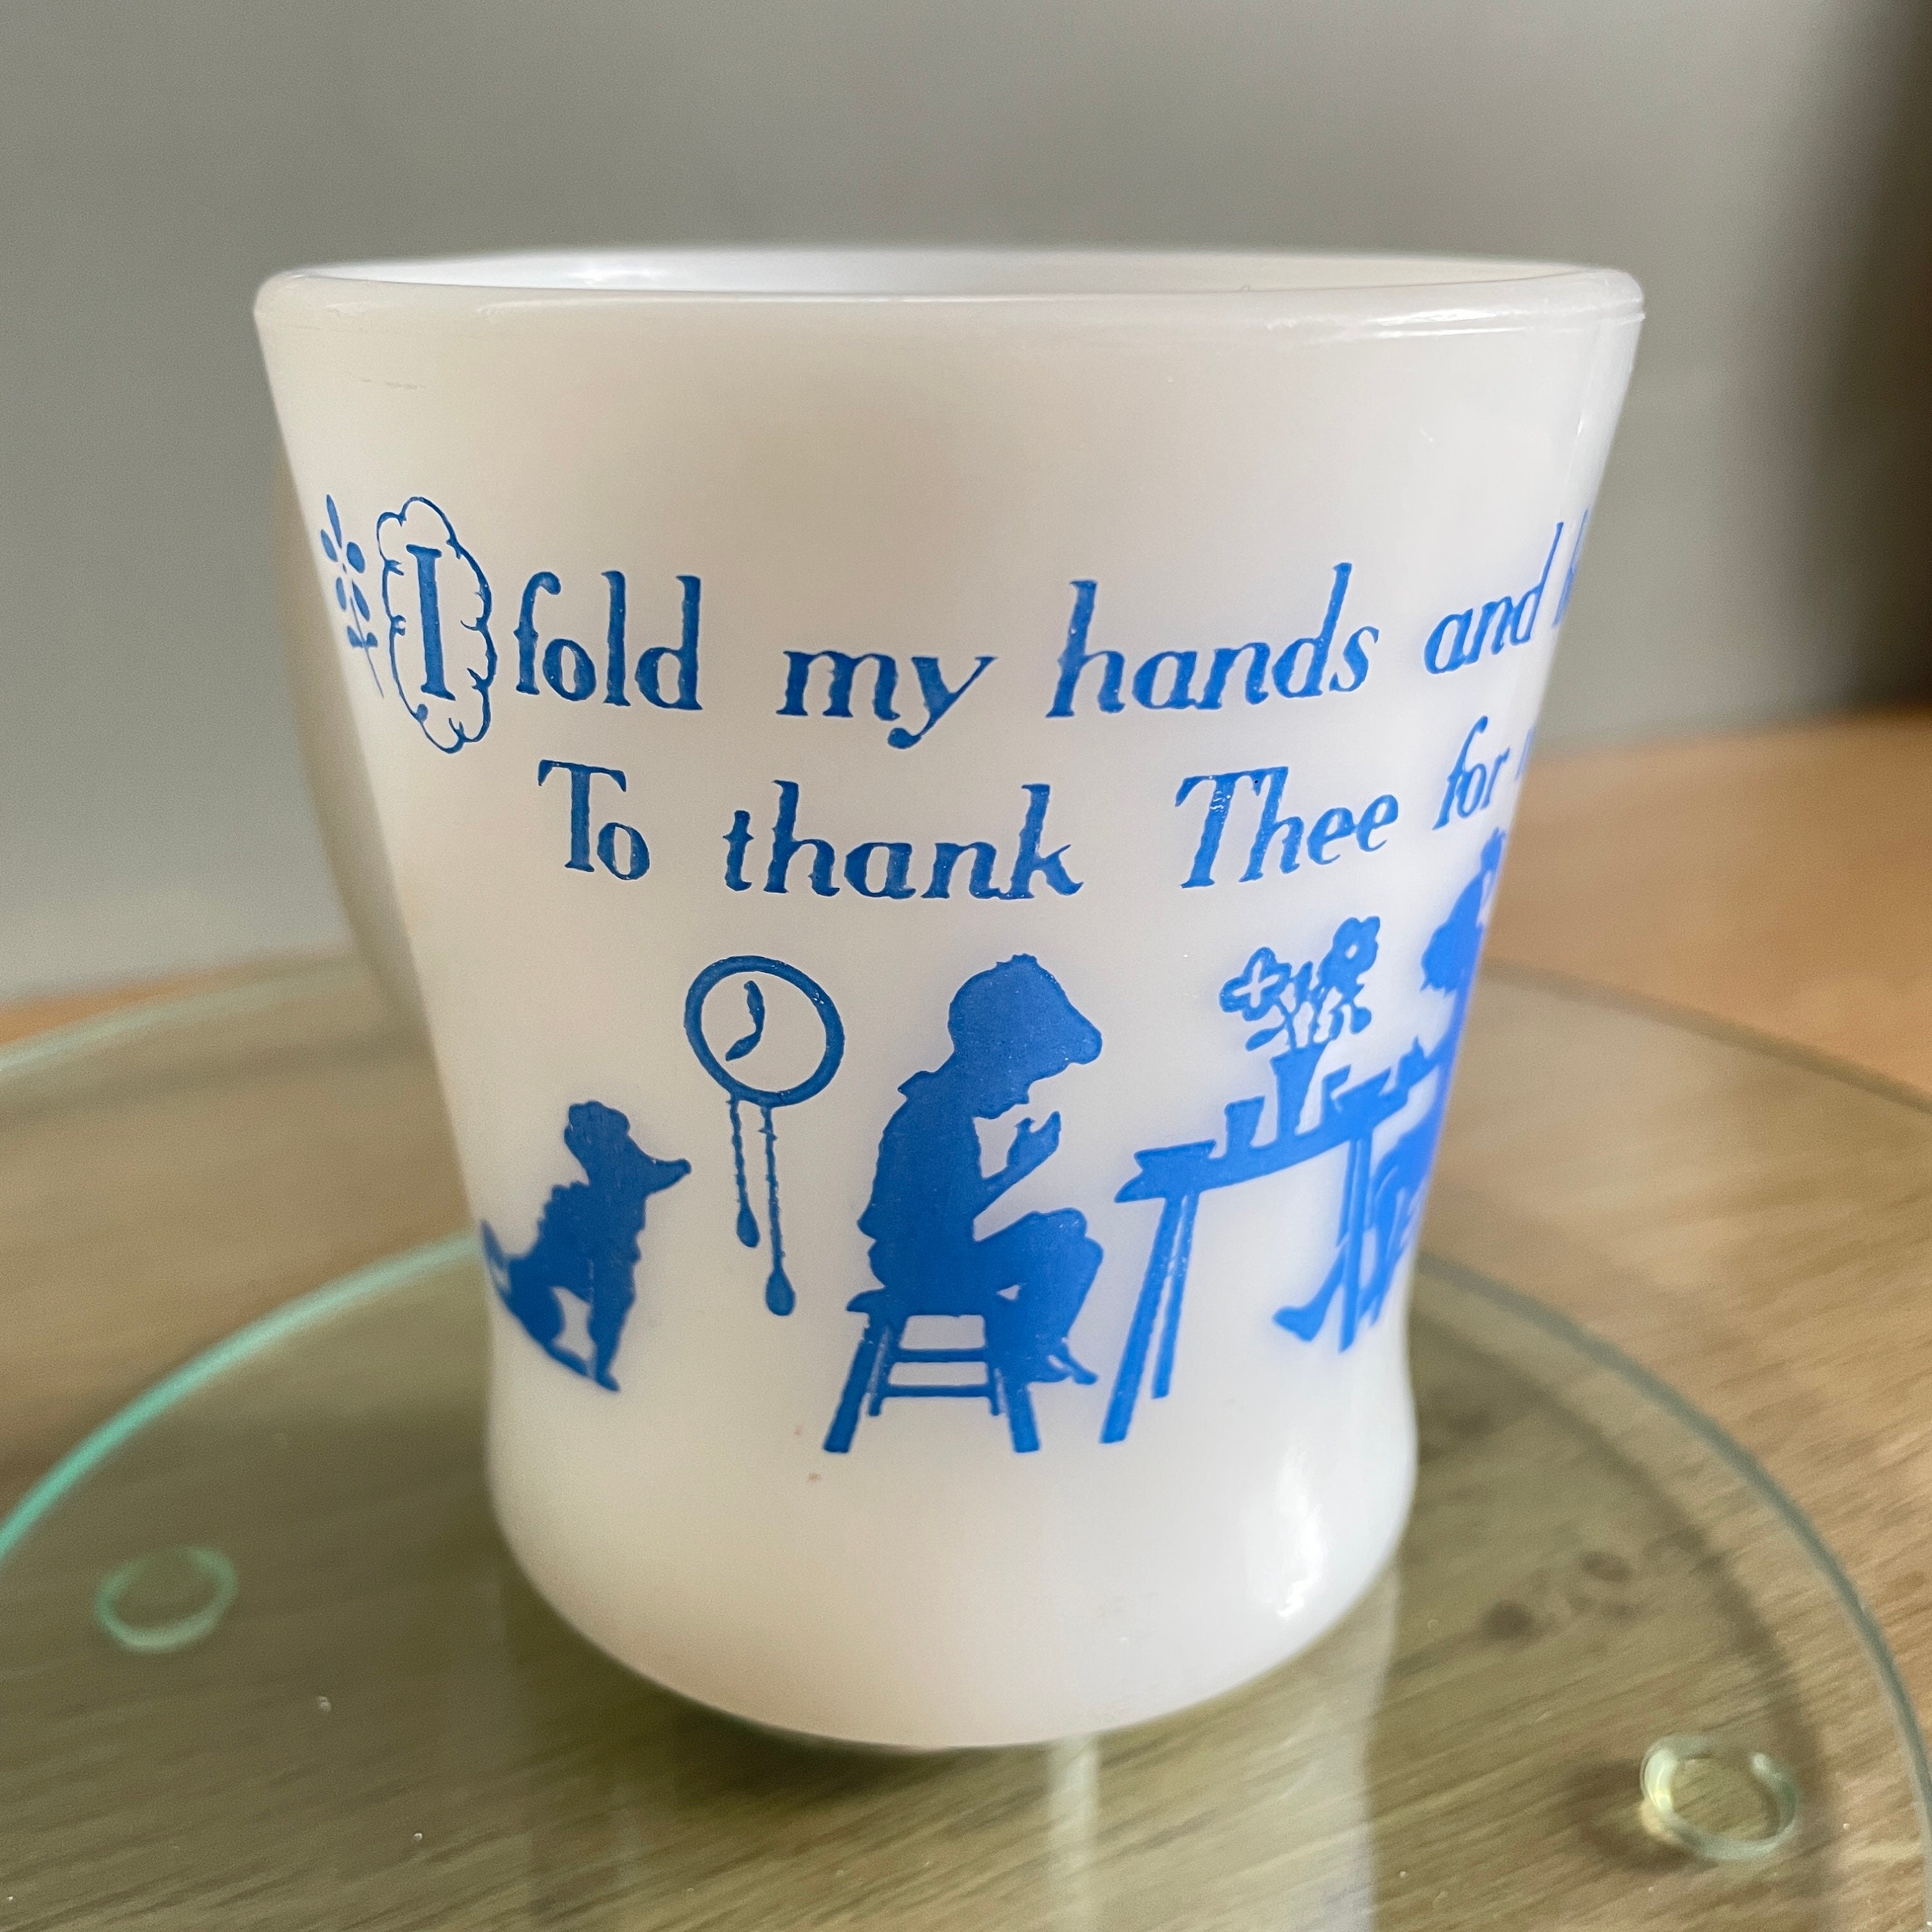 I fold my hands and
To thank Thee for